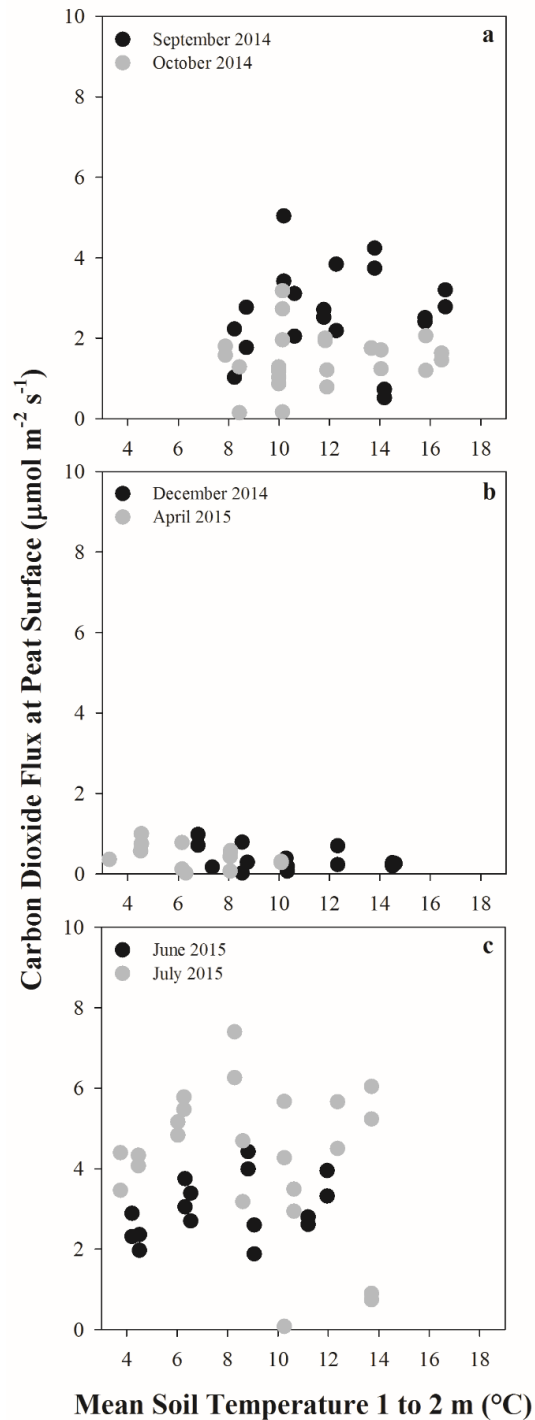 Carbon Dioxide Flux at Peat Surface (µmol m⁻² s⁻¹)
10
8
6
4
2
0
September 2014
October 2014
a
4 6 8 10 12 14 16 18
10
8
6
4
2
0
December 2014
April 2015
b
4 6 8 10 12 14 16 18
10
8
6
4
2
0
June 2015
July 2015
c
4 6 8 10 12 14 16 18
Mean Soil Temperature 1 to 2 m (°C)